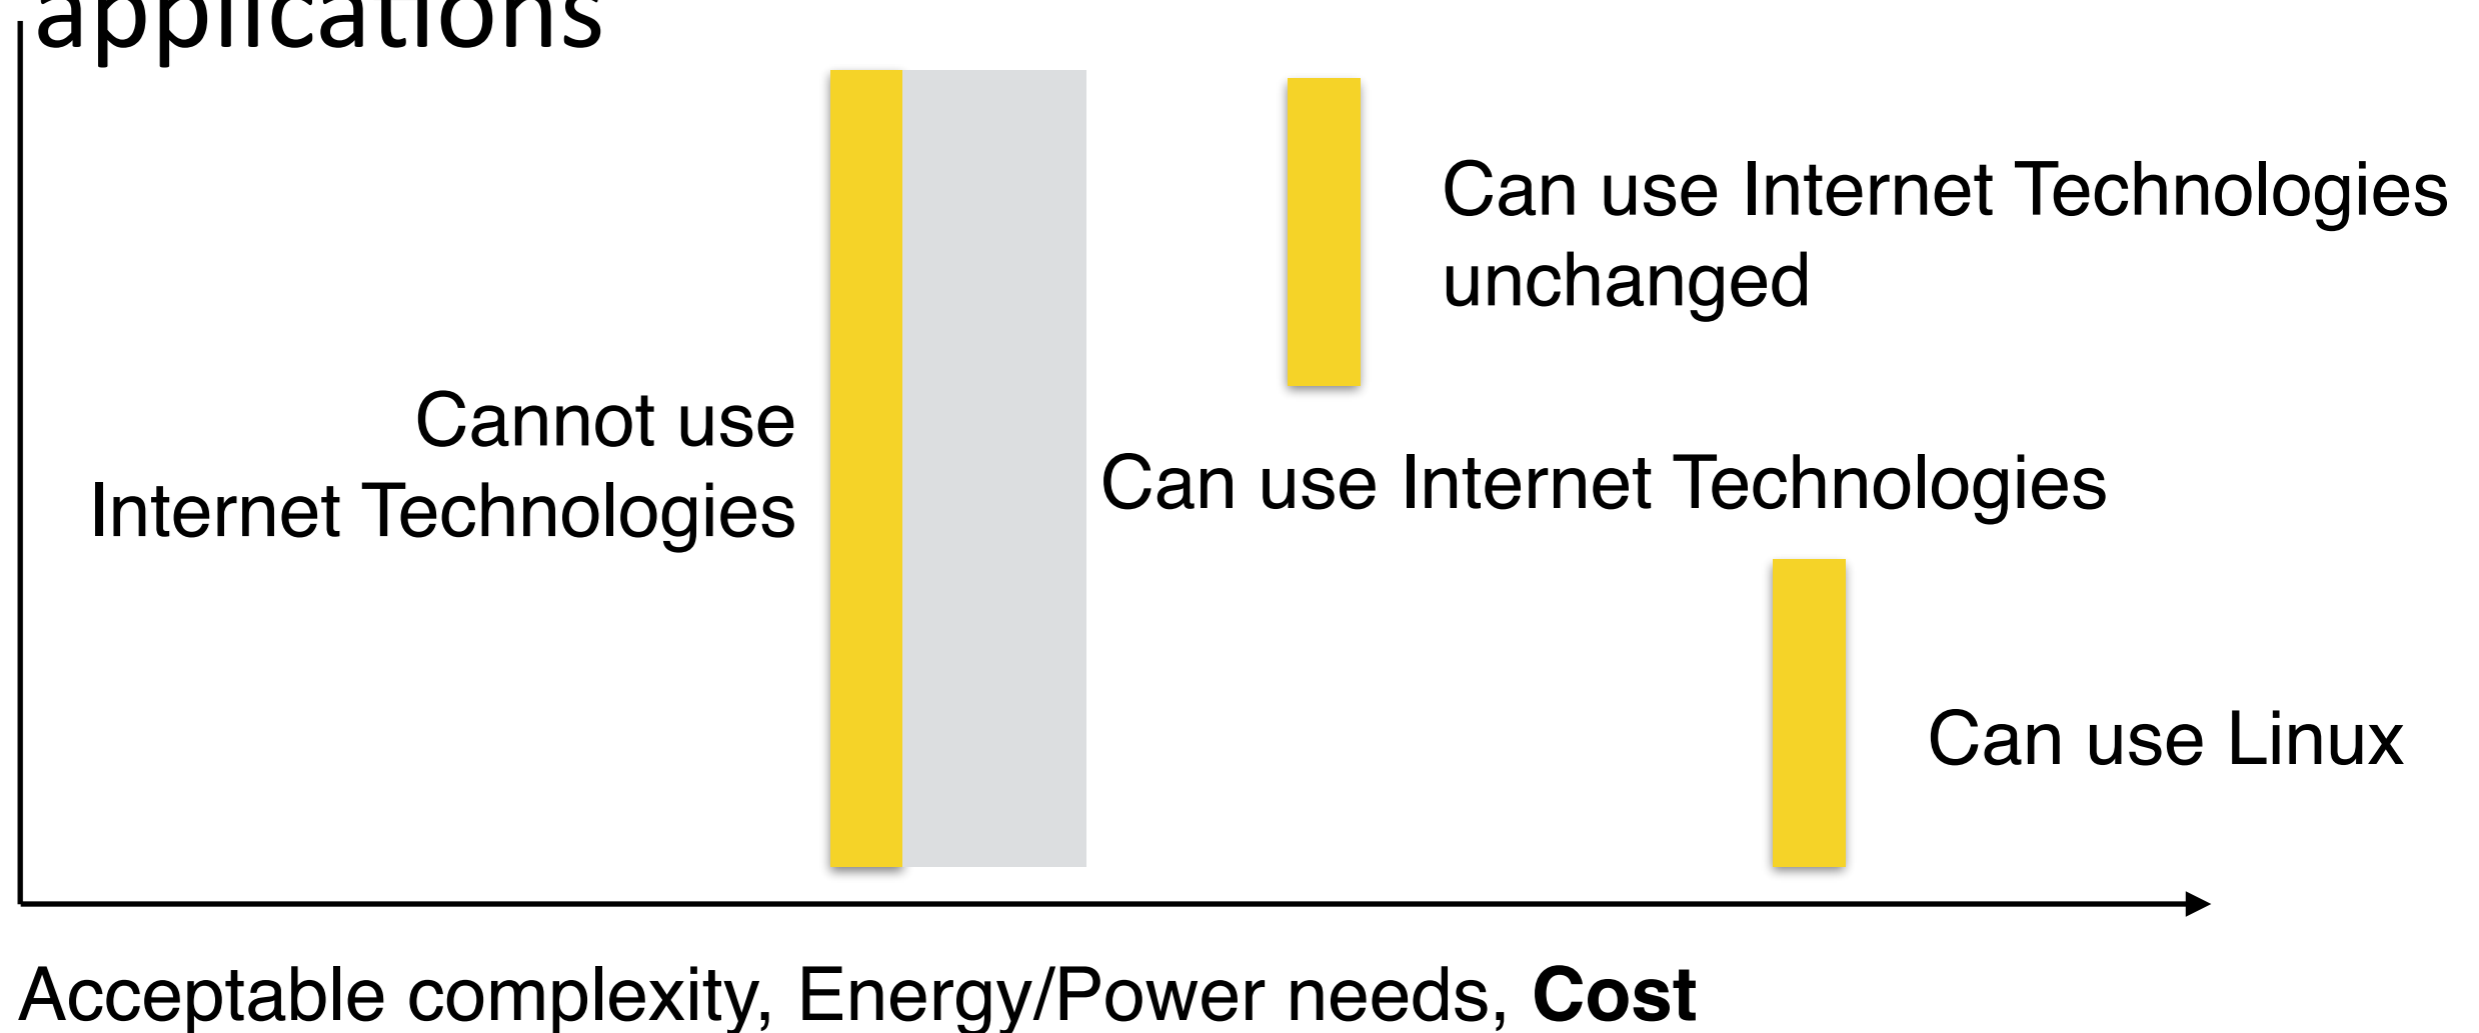 applications
Can use Internet Technologies
unchanged
Cannot use
Internet Technologies
Can use Internet Technologies
Can use Linux
Acceptable complexity, Energy/Power needs, Cost